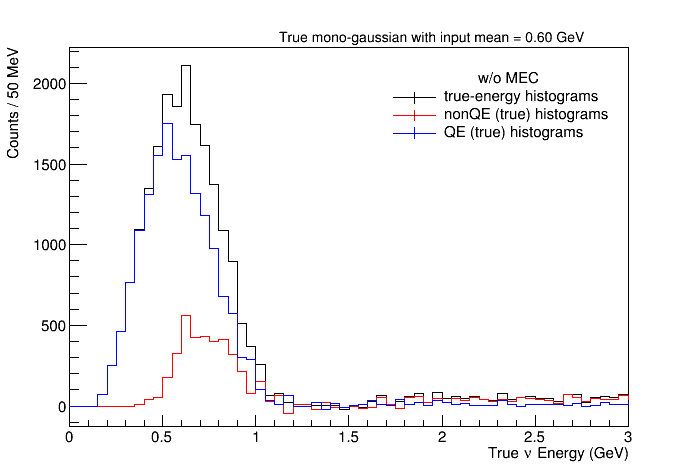 True mono-gaussian with input mean = 0.60 GeV
Counts / 50 MeV
w/o MEC
true-energy histograms
nonQE (true) histograms
QE (true) histograms
2000
1500
1000
500
0
0 0.5 1 1.5 2 2.5 3
True ν Energy (GeV)